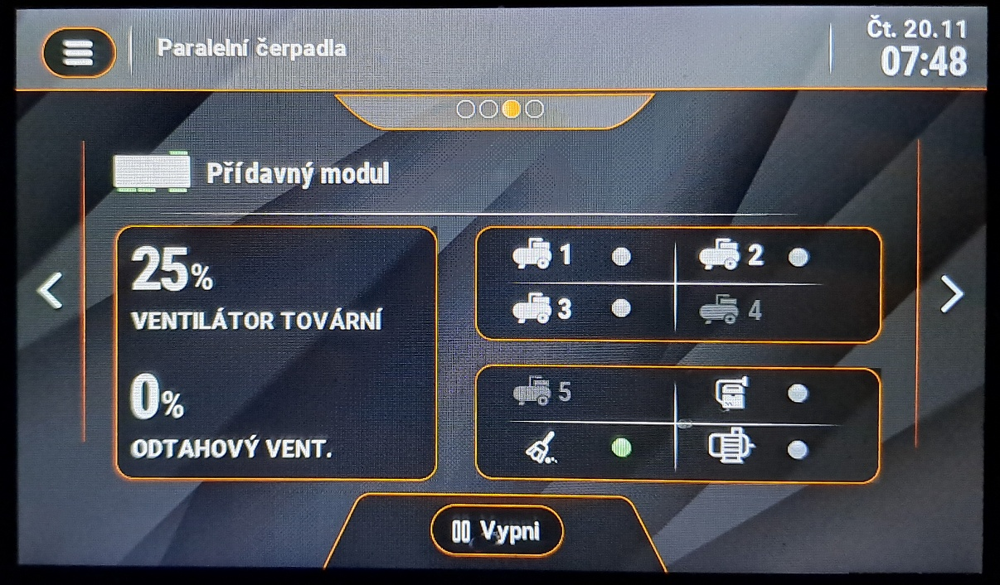 Paralelní čerpadla
Čt. 20.11
07:48
Přídavný modul
25%
VENTILÁTOR TOVÁRNÍ
0%
ODTAHOVÝ VENT.
1
2
3
4
5
Vypni